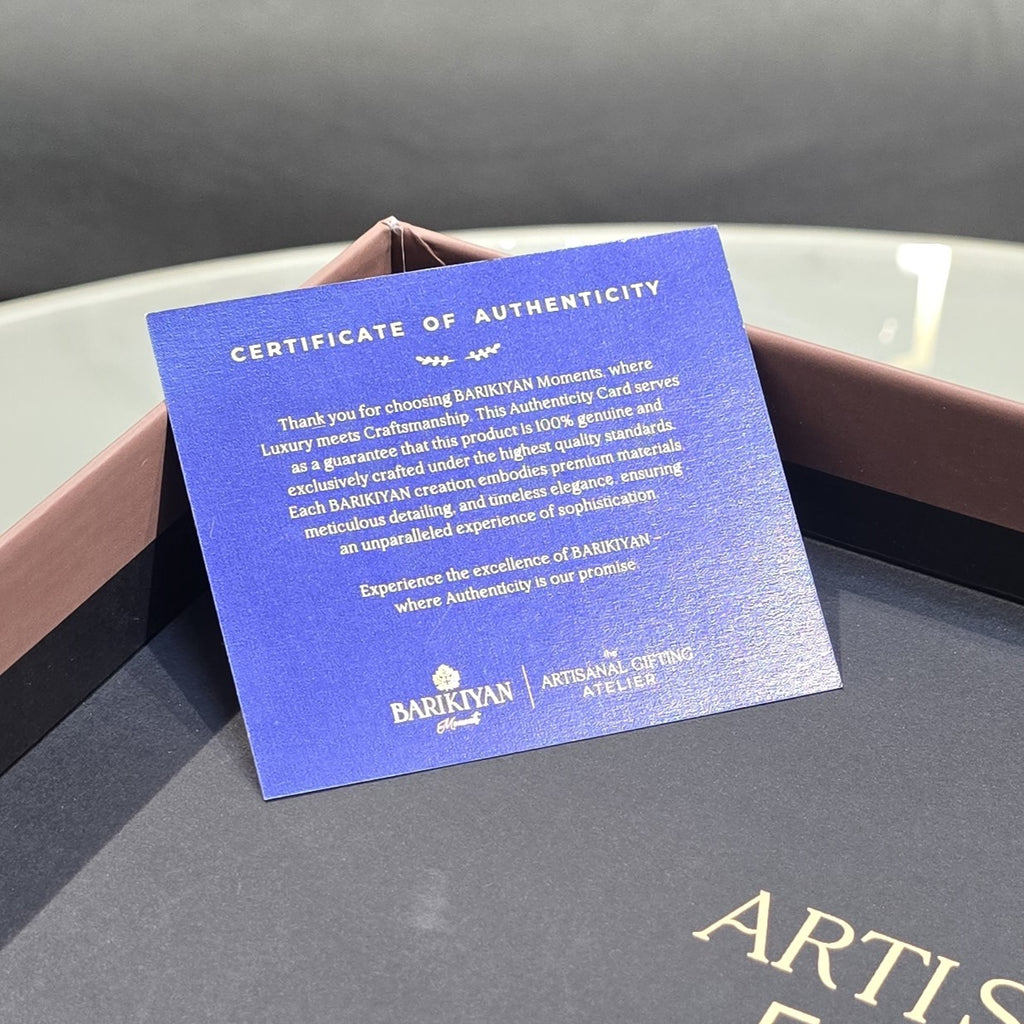 CERTIFICATE OF AUTHENTICITY
Thank you for choosing BARIKIYAN Moments, where
Luxury meets Craftsmanship. This Authenticity Card serves
as a guarantee that this product is 100% genuine and
exclusively crafted under the highest quality standards.
Each BARIKIYAN creation embodies premium materials,
meticulous detailing, and timeless elegance, ensuring
an unparalleled experience of sophistication.
Experience the excellence of BARIKIYAN –
where Authenticity is our promise.
BARIKIYAN
Moments
the
ARTISANAL GIFTING
ATELIER
ARTIS